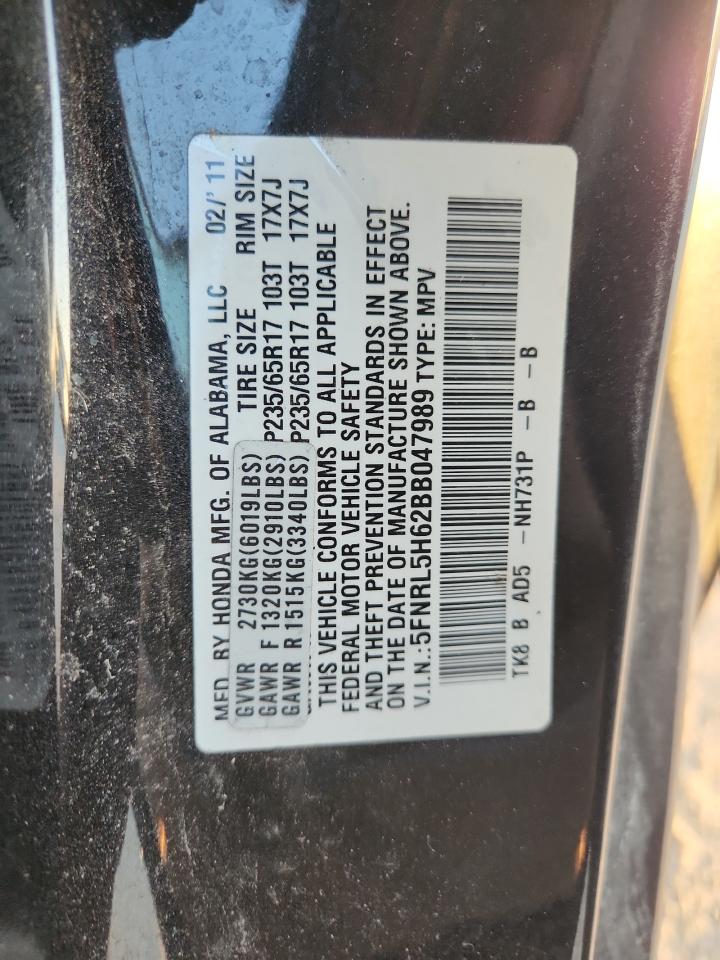 MFD. BY HONDA MFG. OF ALABAMA, LLC 02/'11
GVWR 2730KG(6019LBS) TIRE SIZE RIM SIZE
GAWR F 1320KG(2910LBS) P235/65R17 103T 17X7J
GAWR R 1515KG(3340LBS) P235/65R17 103T 17X7J
THIS VEHICLE CONFORMS TO ALL APPLICABLE
FEDERAL MOTOR VEHICLE SAFETY
AND THEFT PREVENTION STANDARDS IN EFFECT
ON THE DATE OF MANUFACTURE SHOWN ABOVE.
V.I.N.:5FNRL5H62BB047989 TYPE: MPV
TK8 B AD5 -NH731P -B -B